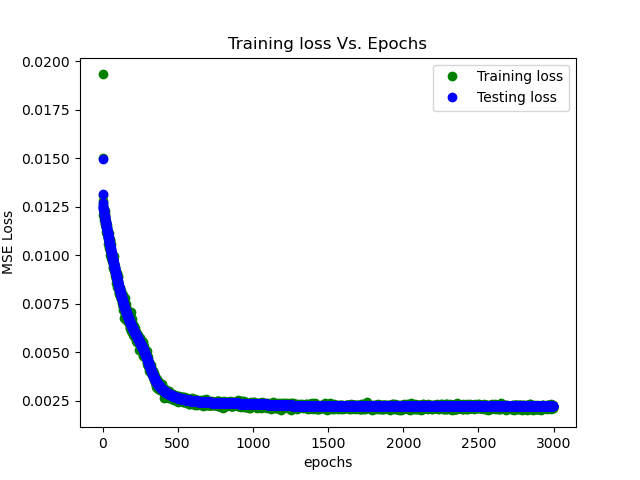 Training loss Vs. Epochs
0.0200
0.0175
0.0150
0.0125
0.0100
0.0075
0.0050
0.0025
MSE Loss
Training loss
Testing loss
0 500 1000 1500 2000 2500 3000
epochs